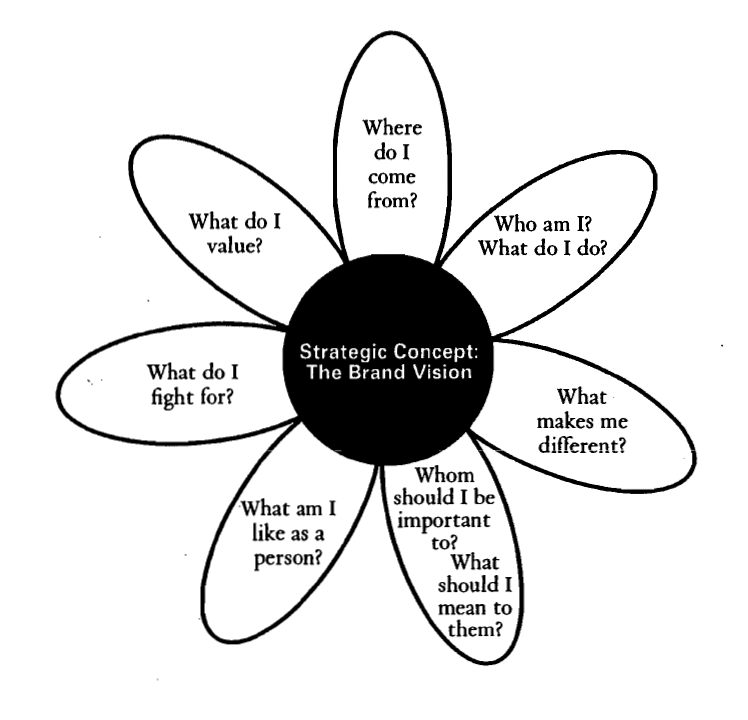 Where
do I
come
from?
Who am I?
What do I do?
What
makes me
different?
Whom
should I be
important
to?
What
should I
mean to
them?
What am I
like as a
person?
What do I
fight for?
What do I
value?
Strategic Concept:
The Brand Vision